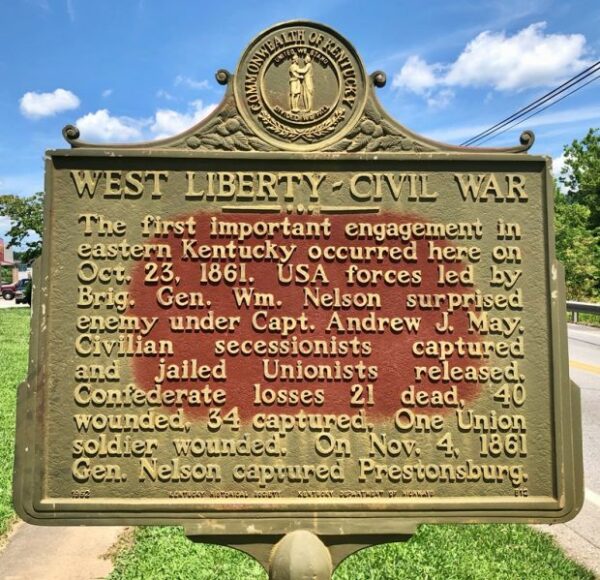 COMMONWEALTH OF KENTUCKY
UNITED WE STAND
DIVIDED WE FALL
WEST LIBERTY - CIVIL WAR
The first important engagement in
eastern Kentucky occurred here on
Oct. 23, 1861. USA forces led by
Brig. Gen. Wm. Nelson surprised
enemy under Capt. Andrew J. May.
Civilian secessionists captured
and jailed Unionists released.
Confederate losses 21 dead, 40
wounded, 34 captured. One Union
soldier wounded. On Nov. 4, 1861
Gen. Nelson captured Prestonsburg.
KENTUCKY HISTORICAL SOCIETY KENTUCKY DEPARTMENT OF HIGHWAYS